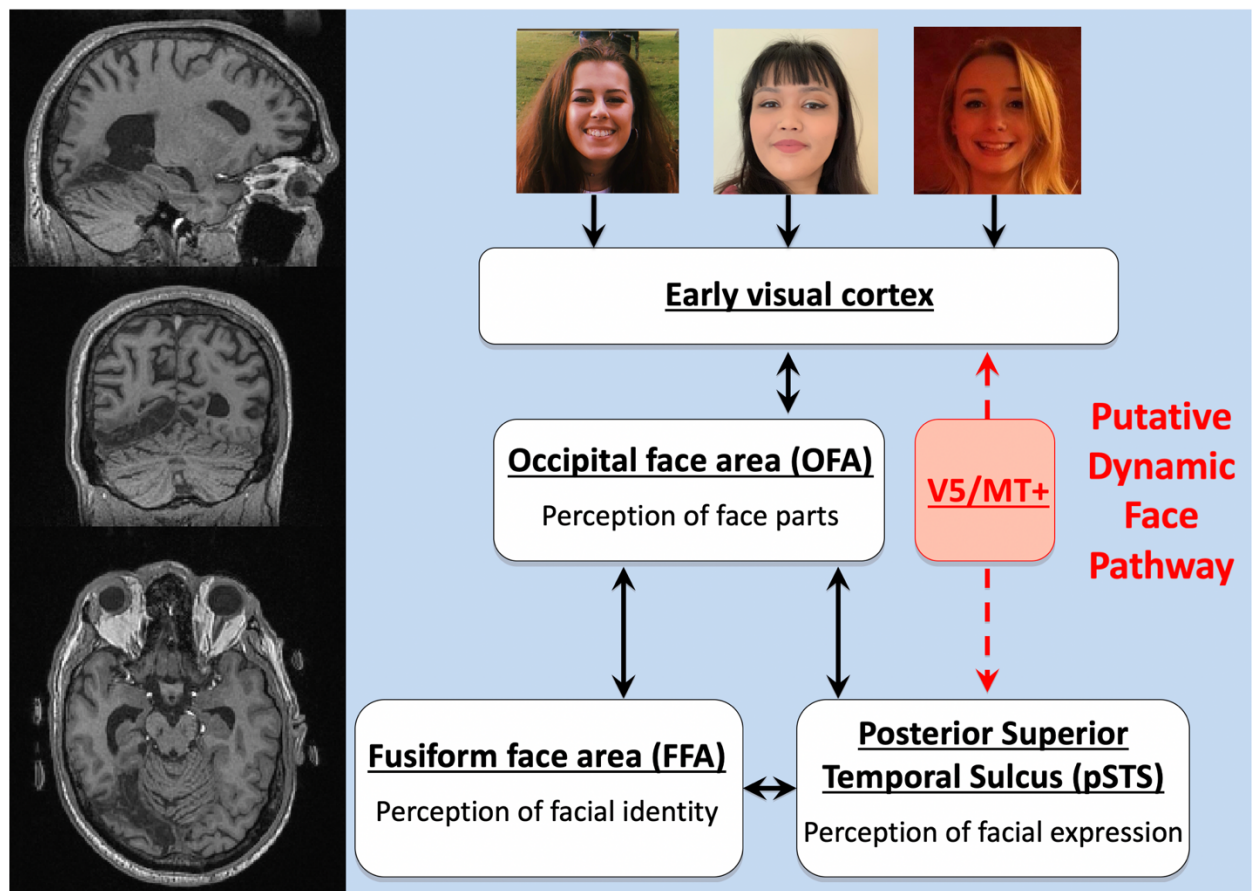 Early visual cortex
Occipital face area (OFA)
Perception of face parts
V5/MT+
Putative
Dynamic
Face
Pathway
Fusiform face area (FFA)
Perception of facial identity
Posterior Superior
Temporal Sulcus (pSTS)
Perception of facial expression